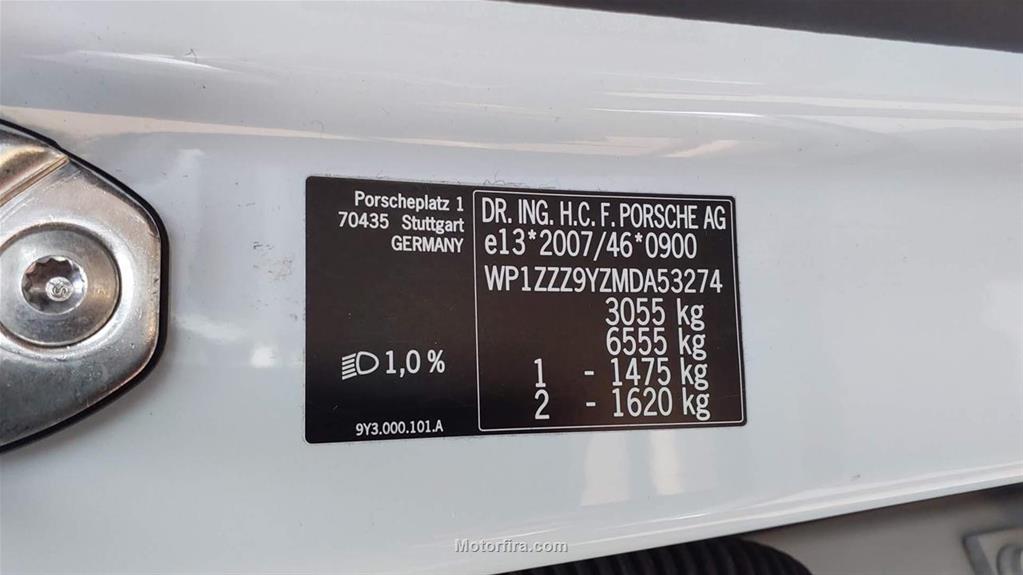 Porscheplatz 1
70435 Stuttgart
GERMANY
1,0%
9Y3.000.101.A
DR. ING. H.C. F. PORSCHE AG
e13*2007/46*0900
WP1ZZZ9YZMDA53274
3055 kg
6555 kg
1 - 1475 kg
2 - 1620 kg
Motorfira.com